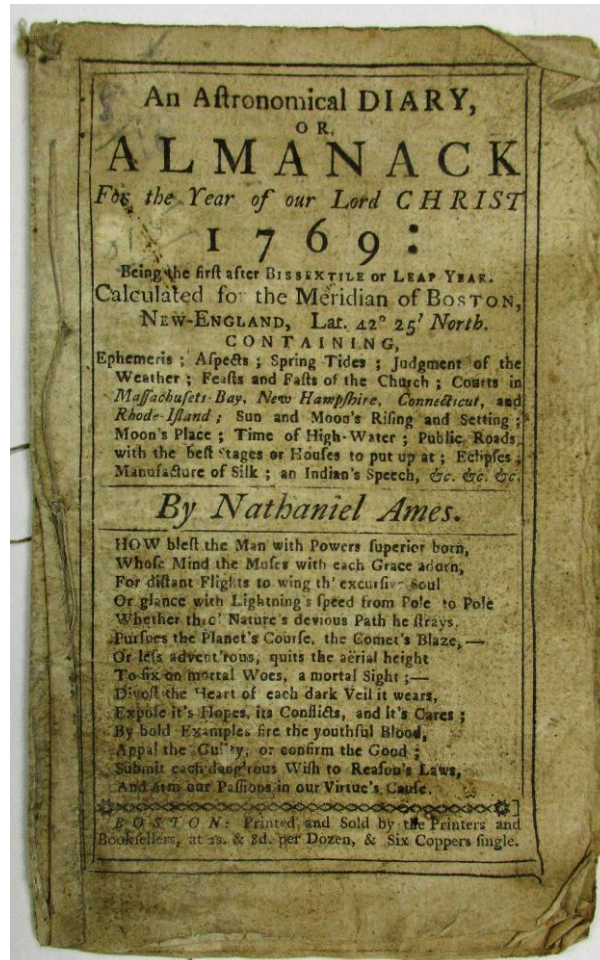 An Aſtronomical DIARY,
OR,
ALMANACK
For the Year of our Lord CHRIST
1769:
Being the firſt after BISSEXTILE or LEAP YEAR.
Calculated for the Meridian of BOSTON,
NEW-ENGLAND, Lat. 42° 25' North.
CONTAINING,
Ephemeris ; Aſpects ; Spring Tides ; Judgment of the
Weather ; Feaſts and Faſts of the Church ; Courts in
Maſſachuſets-Bay, New Hampſhire, Connecticut, and
Rhode-Iſland ; Sun and Moon's Riſing and Setting ;
Moon's Place ; Time of High-Water ; Public Roads,
with the beſt Stages or Houſes to put up at ; Eclipſes ;
Manufacture of Silk ; an Indian's Speech, &c. &c. &c.
By Nathaniel Ames.
HOW bleſt the Man with Powers ſuperior born,
Whoſe Mind the Muſes with each Grace adorn,
For diſtant Flights to wing th' excurſive Soul
Or glance with Lightning's ſpeed from Pole to Pole
Whether thro' Nature's devious Path he ſtrays,
Purſues the Planet's Courſe, the Comet's Blaze,—
Or leſs advent'rous, quits the aërial height
To fix on mortal Woes, a mortal Sight ;—
Diveſt the Heart of each dark Veil it wears,
Expoſe it's Hopes, its Conflicts, and it's Cares ;
By bold Examples fire the youthful Blood,
Appal the Guilty, or confirm the Good ;
Submit each dang'rous Wiſh to Reaſon's Laws,
And arm our Paſſions in our Virtue's Cauſe.
BOSTON: Printed and Sold by the Printers and
Bookſellers, at 2s. & 8d. per Dozen, & Six Coppers ſingle.